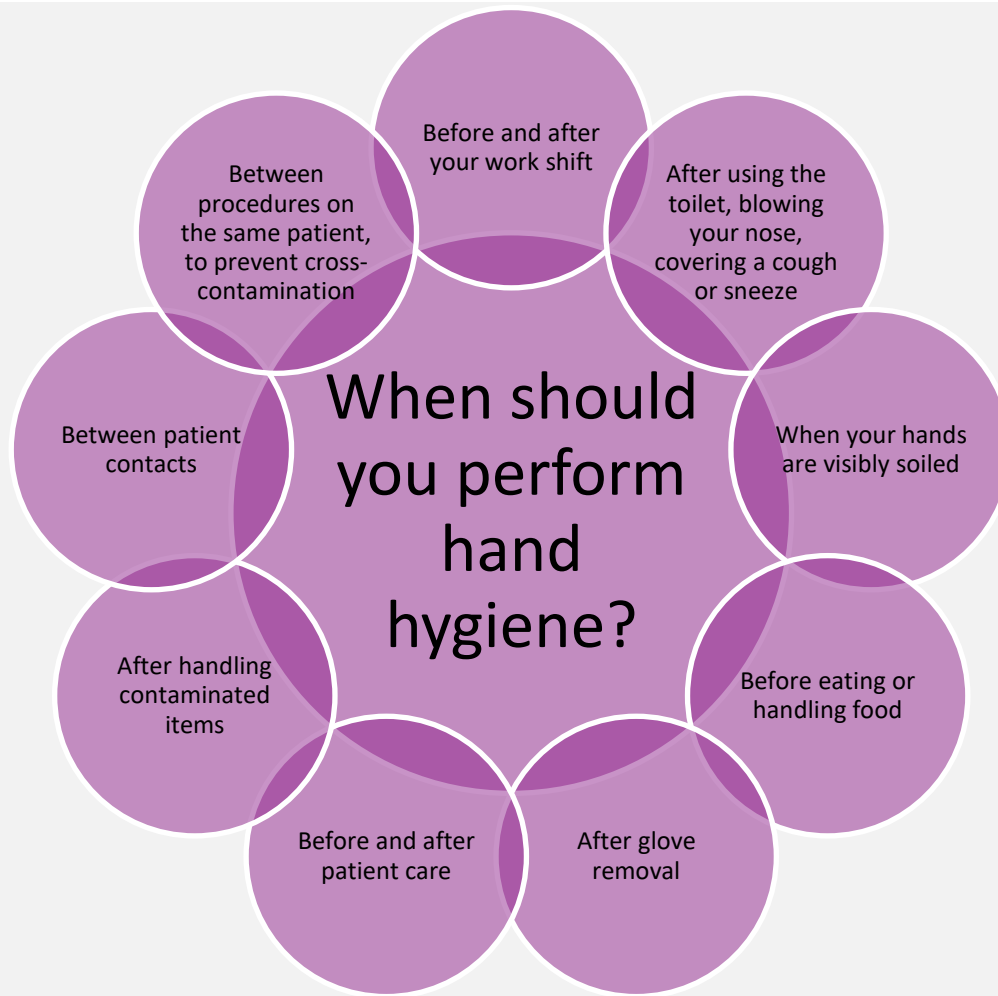 When should
you perform
hand
hygiene?
Before and after
your work shift
After using the
toilet, blowing
your nose,
covering a cough
or sneeze
When your hands
are visibly soiled
Before eating or
handling food
After glove
removal
Before and after
patient care
After handling
contaminated
items
Between patient
contacts
Between
procedures on
the same patient,
to prevent cross-
contamination